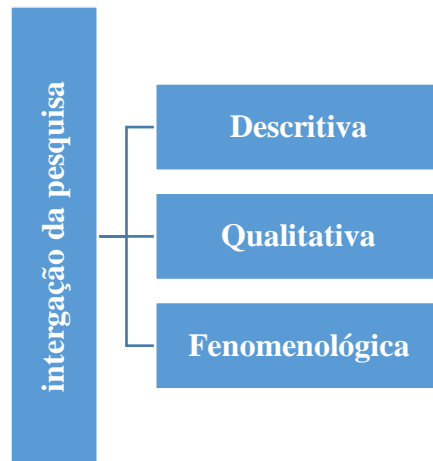 intergação da pesquisa
Descritiva
Qualitativa
Fenomenológica